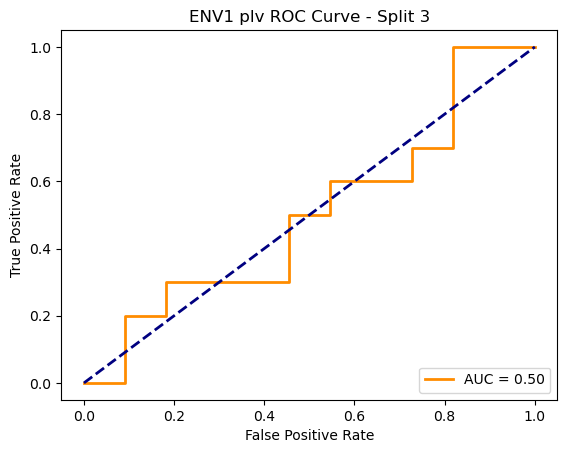 ENV1 plv ROC Curve - Split 3
True Positive Rate
1.0
0.8
0.6
0.4
0.2
0.0
AUC = 0.50
0.0 0.2 0.4 0.6 0.8 1.0
False Positive Rate